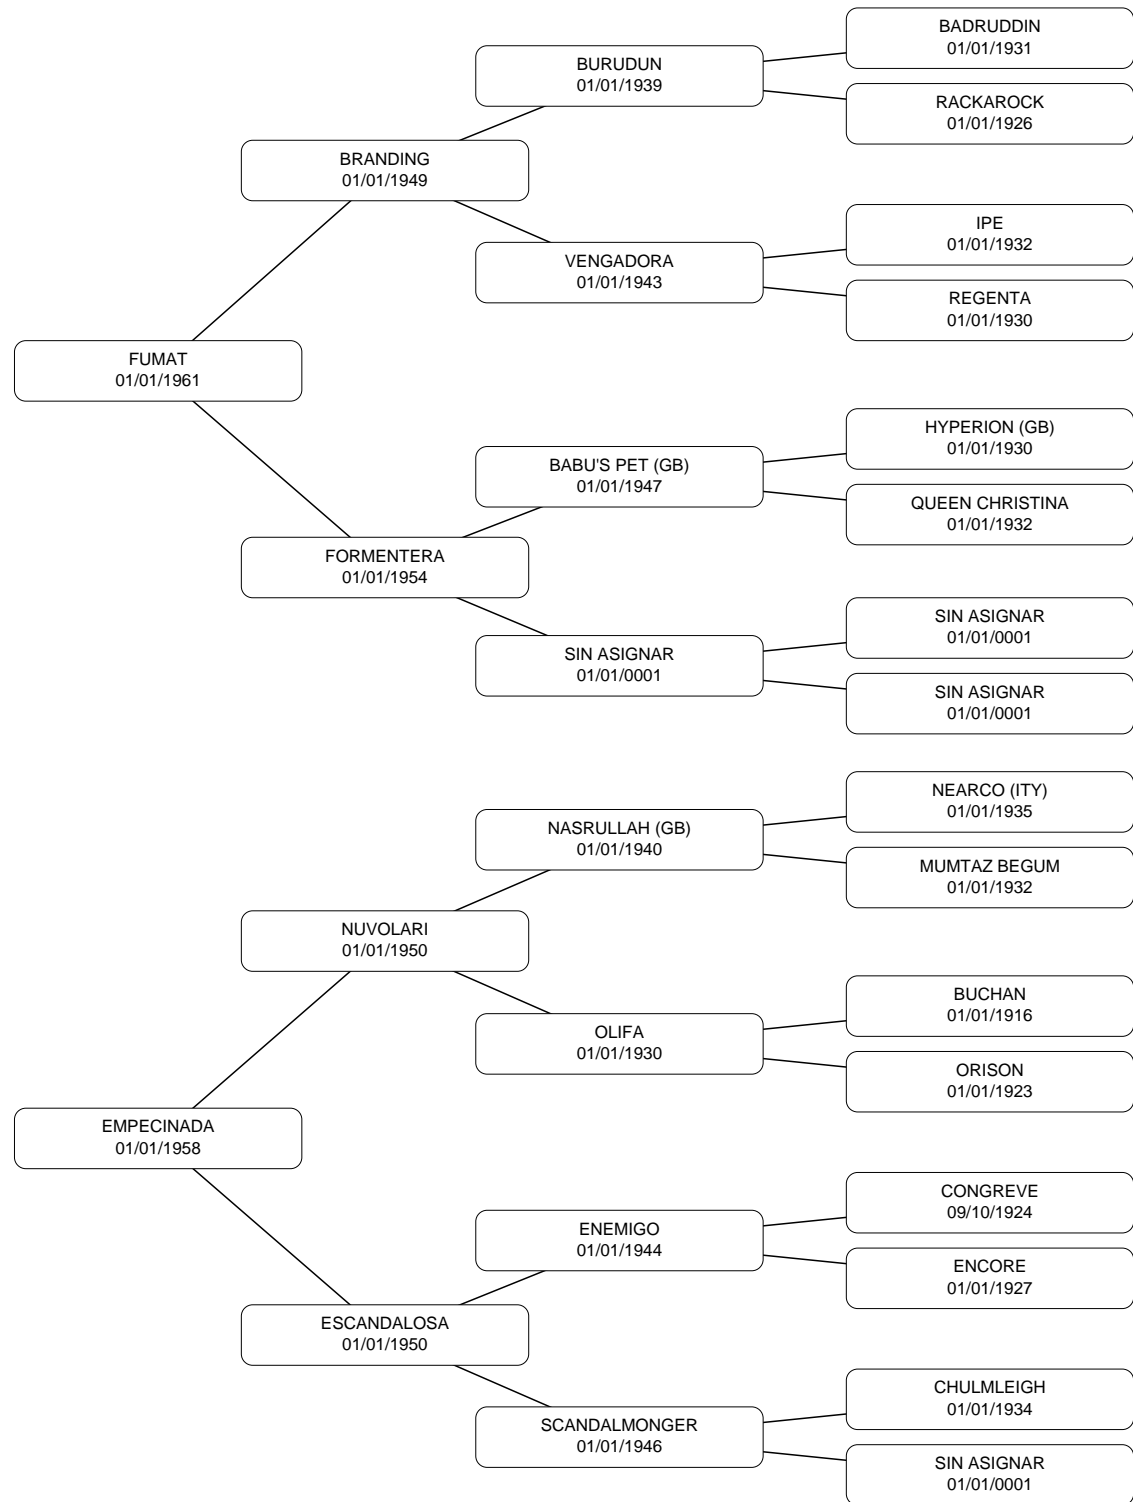 BADRUDDIN
01/01/1931
BURUDUN
01/01/1939
RACKAROCK
01/01/1926
BRANDING
01/01/1949
IPE
01/01/1932
VENGADORA
01/01/1943
REGENTA
01/01/1930
FUMAT
01/01/1961
HYPERION (GB)
01/01/1930
BABU'S PET (GB)
01/01/1947
QUEEN CHRISTINA
01/01/1932
FORMENTERA
01/01/1954
SIN ASIGNAR
01/01/0001
SIN ASIGNAR
01/01/0001
SIN ASIGNAR
01/01/0001
NEARCO (ITY)
01/01/1935
NASRULLAH (GB)
01/01/1940
MUMTAZ BEGUM
01/01/1932
NUVOLARI
01/01/1950
BUCHAN
01/01/1916
OLIFA
01/01/1930
ORISON
01/01/1923
EMPECINADA
01/01/1958
CONGREVE
09/10/1924
ENEMIGO
01/01/1944
ENCORE
01/01/1927
ESCANDALOSA
01/01/1950
CHULMLEIGH
01/01/1934
SCANDALMONGER
01/01/1946
SIN ASIGNAR
01/01/0001